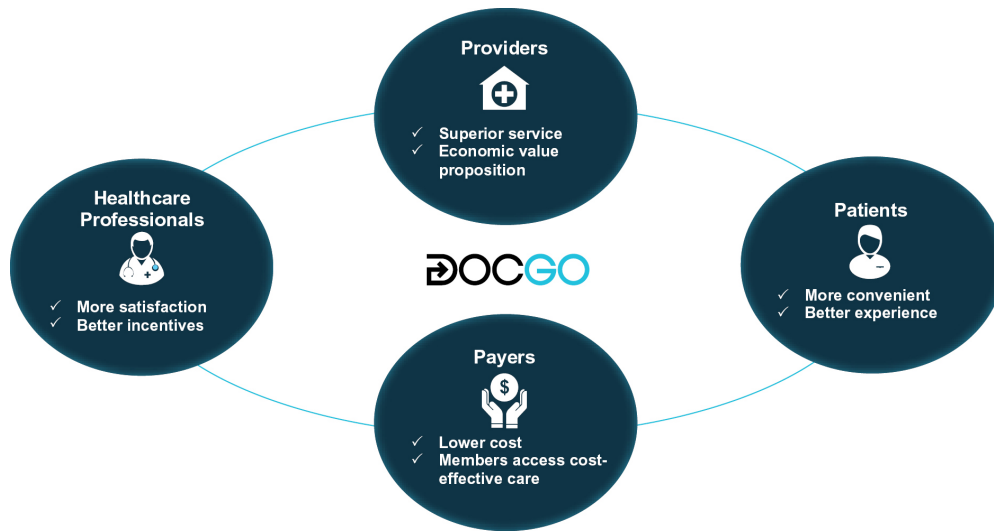 Providers
✓ Superior service
✓ Economic value
proposition
Healthcare
Professionals
✓ More satisfaction
✓ Better incentives
DOCGO
Patients
✓ More convenient
✓ Better experience
Payers
$
✓ Lower cost
✓ Members access cost-
effective care